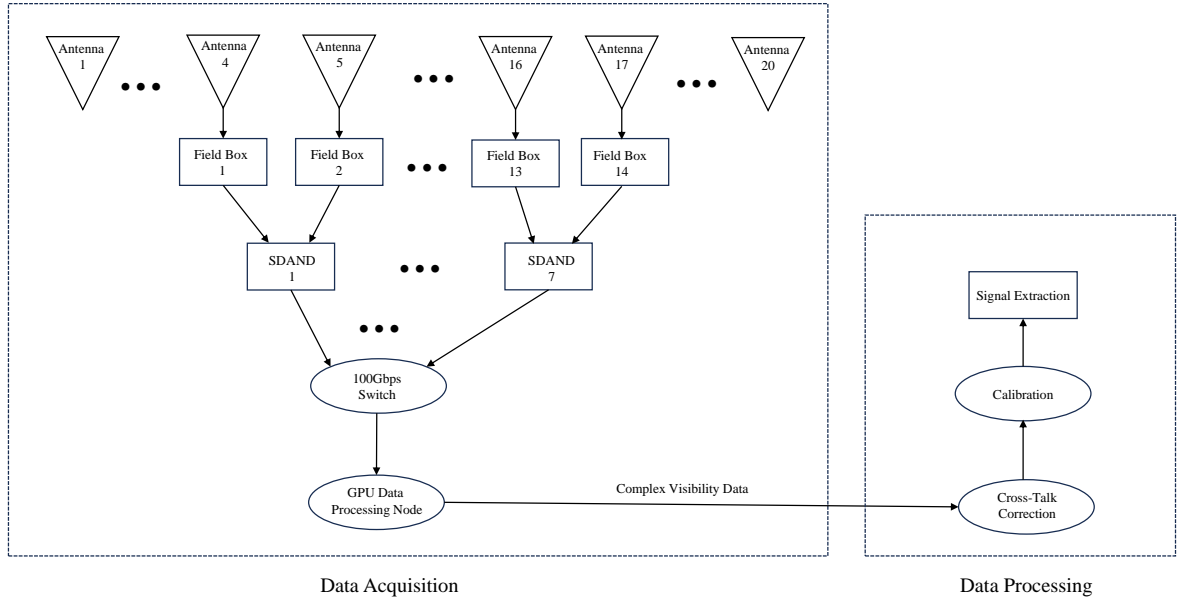 Antenna
1
Antenna
4
Antenna
5
Antenna
16
Antenna
17
Antenna
20
Field Box
1
Field Box
2
Field Box
13
Field Box
14
SDAND
1
SDAND
7
100Gbps
Switch
GPU Data
Processing Node
Complex Visibility Data
Signal Extraction
Calibration
Cross-Talk
Correction
Data Acquisition
Data Processing